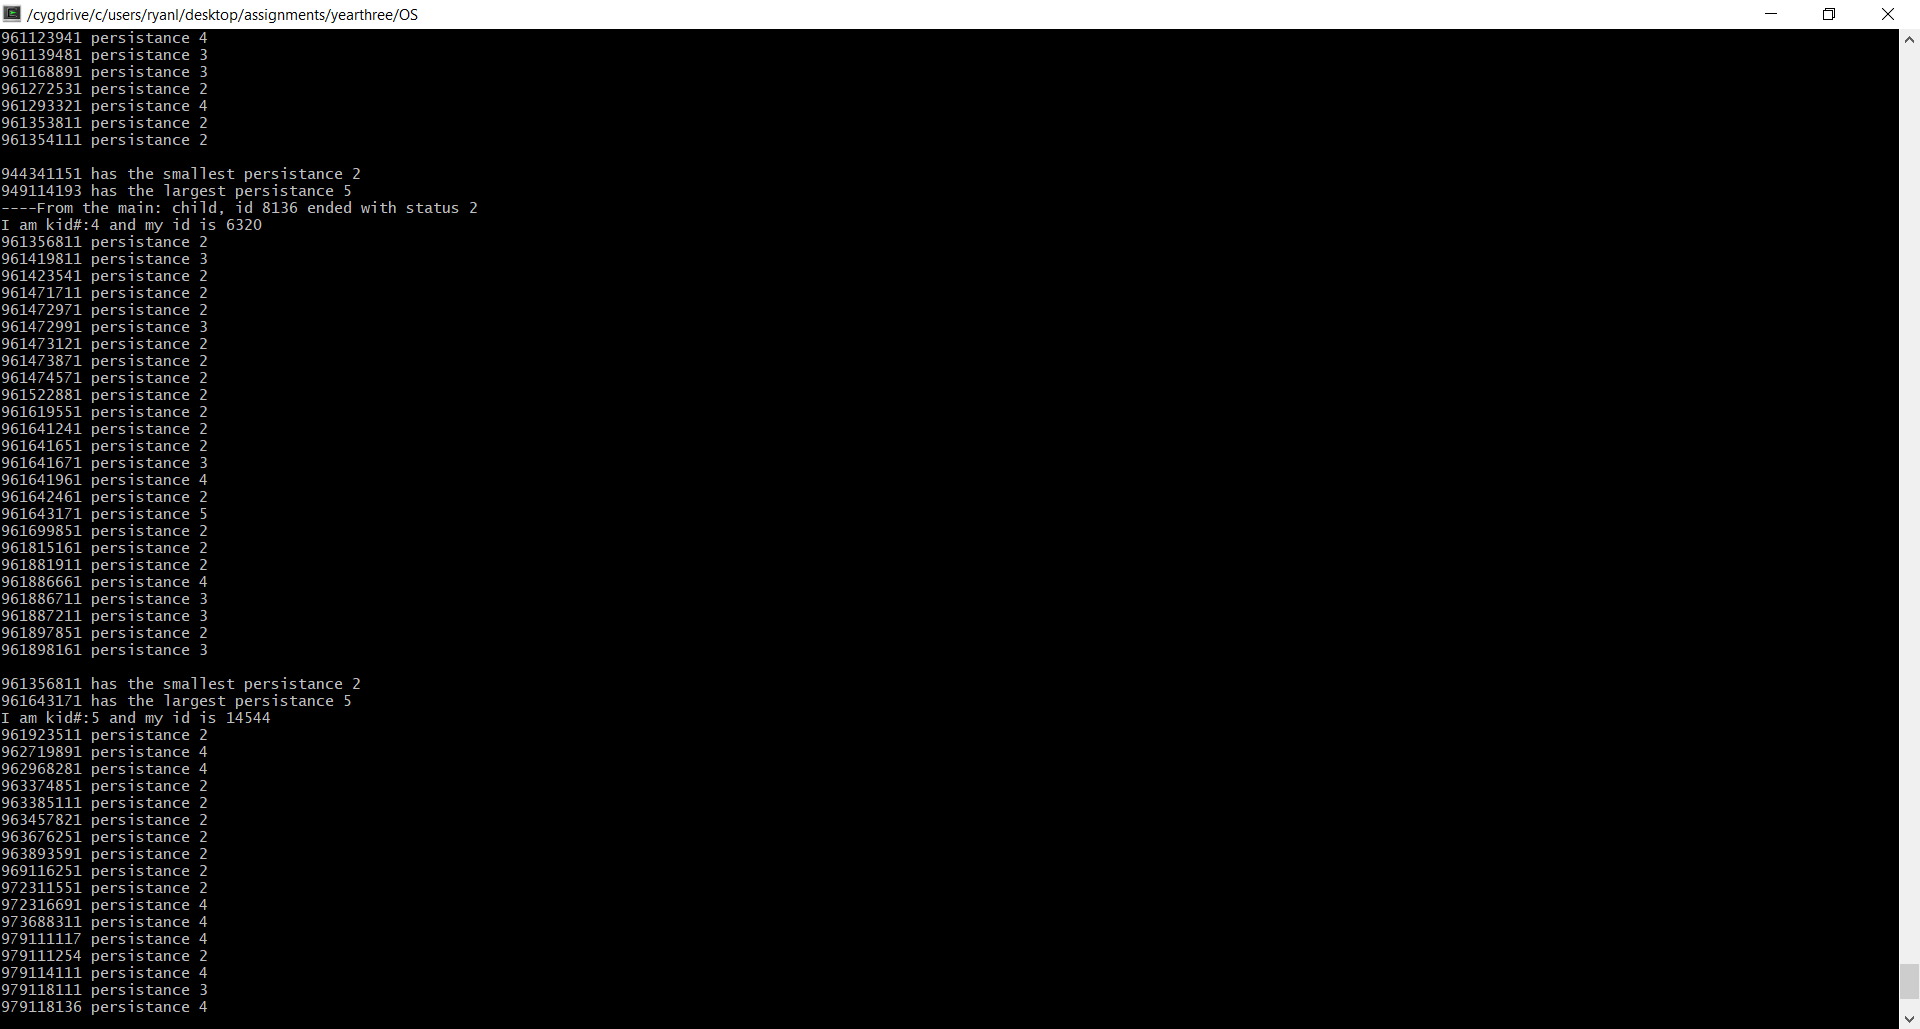 /cygdrive/c/users/ryanl/desktop/assignments/yearthree/OS
961123941 persistance 4
961139481 persistance 3
961168891 persistance 3
961272531 persistance 2
961293321 persistance 4
961353811 persistance 2
961354111 persistance 2
944341151 has the smallest persistance 2
949114193 has the largest persistance 5
----From the main: child, id 8136 ended with status 2
I am kid#:4 and my id is 6320
961356811 persistance 2
961419811 persistance 3
961423541 persistance 2
961471711 persistance 2
961472971 persistance 2
961472991 persistance 3
961473121 persistance 2
961473871 persistance 2
961474571 persistance 2
961522881 persistance 2
961619551 persistance 2
961641241 persistance 2
961641651 persistance 2
961641671 persistance 3
961641961 persistance 4
961642461 persistance 2
961643171 persistance 5
961699851 persistance 2
961815161 persistance 2
961881911 persistance 2
961886661 persistance 4
961886711 persistance 3
961887211 persistance 3
961897851 persistance 2
961898161 persistance 3
961356811 has the smallest persistance 2
961643171 has the largest persistance 5
I am kid#:5 and my id is 14544
961923511 persistance 2
962719891 persistance 4
962968281 persistance 4
963374851 persistance 2
963385111 persistance 2
963457821 persistance 2
963676251 persistance 2
963893591 persistance 2
969116251 persistance 2
972311551 persistance 2
972316691 persistance 4
973688311 persistance 4
979111117 persistance 4
979111254 persistance 2
979114111 persistance 4
979118111 persistance 3
979118136 persistance 4